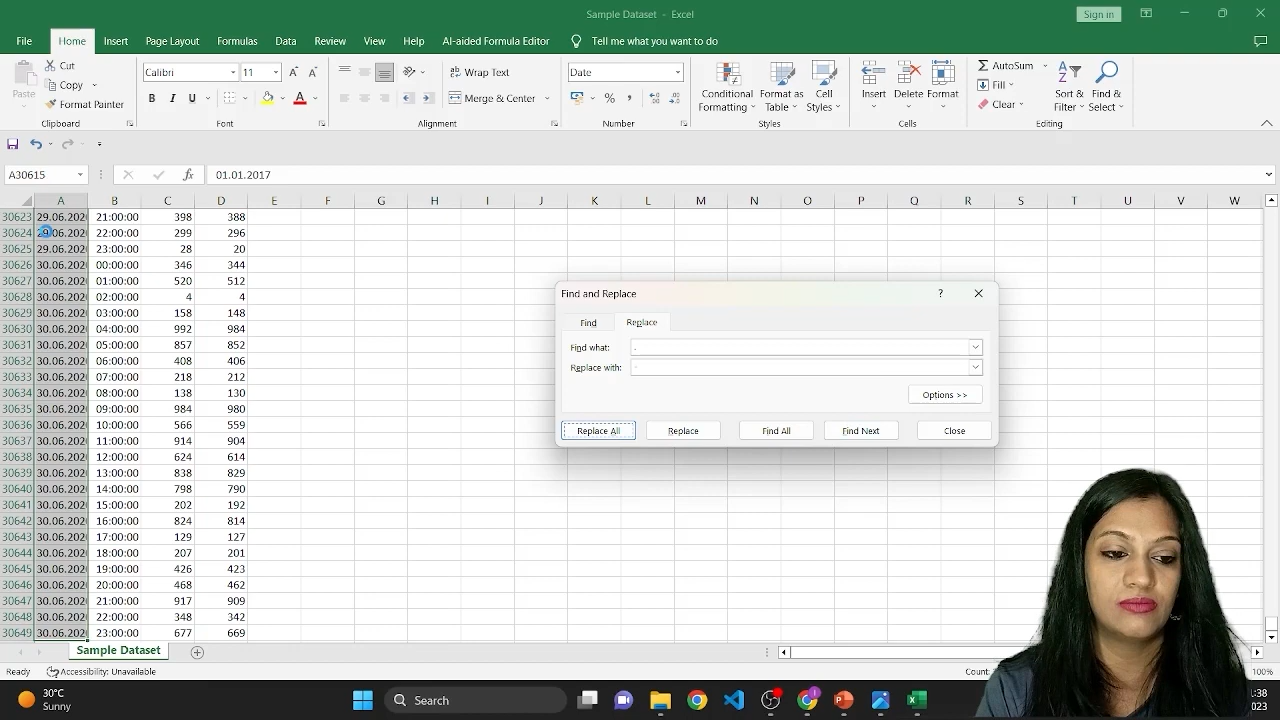 Sample Dataset - Excel
Sign in
File Home Insert Page Layout Formulas Data Review View Help AI-aided Formula Editor Tell me what you want to do
Paste
Cut
Copy
Format Painter
Clipboard
Calibri 11
B I U
Font
Wrap Text
Merge & Center
Alignment
Date
Number
Conditional Formatting
Format as Table
Cell Styles
Styles
Insert Delete Format
Cells
AutoSum
Fill
Clear
Sort & Filter
Find & Select
Editing
A30615 fx 01.01.2017
A B C D E F G H I J K L M N O P Q R S T U V W
30623 29.06.202 21:00:00 398 388
30624 22:00:00 299 296
30625 29.06.202 23:00:00 28 20
30626 30.06.202 00:00:00 346 344
30627 30.06.202 01:00:00 520 512
30628 30.06.202 02:00:00 4 4
30629 30.06.202 03:00:00 158 148
30630 30.06.202 04:00:00 992 984
30631 30.06.202 05:00:00 857 852
30632 30.06.202 06:00:00 408 406
30633 30.06.202 07:00:00 218 212
30634 30.06.202 08:00:00 138 130
30635 30.06.202 09:00:00 984 980
30636 30.06.202 10:00:00 566 559
30637 30.06.202 11:00:00 914 904
30638 30.06.202 12:00:00 624 614
30639 30.06.202 13:00:00 838 829
30640 30.06.202 14:00:00 798 790
30641 30.06.202 15:00:00 202 192
30642 30.06.202 16:00:00 824 814
30643 30.06.202 17:00:00 129 127
30644 30.06.202 18:00:00 207 201
30645 30.06.202 19:00:00 426 423
30646 30.06.202 20:00:00 468 462
30647 30.06.202 21:00:00 917 909
30648 30.06.202 22:00:00 348 342
30649 30.06.202 23:00:00 677 669
Find and Replace ?
Find Replace
Find what: .
Replace with: -
Options >>
Replace All Replace Find All Find Next Close
Sample Dataset
Ready Accessibility: Unavailable Count: 100%
30°C
Sunny
Search
:38
023